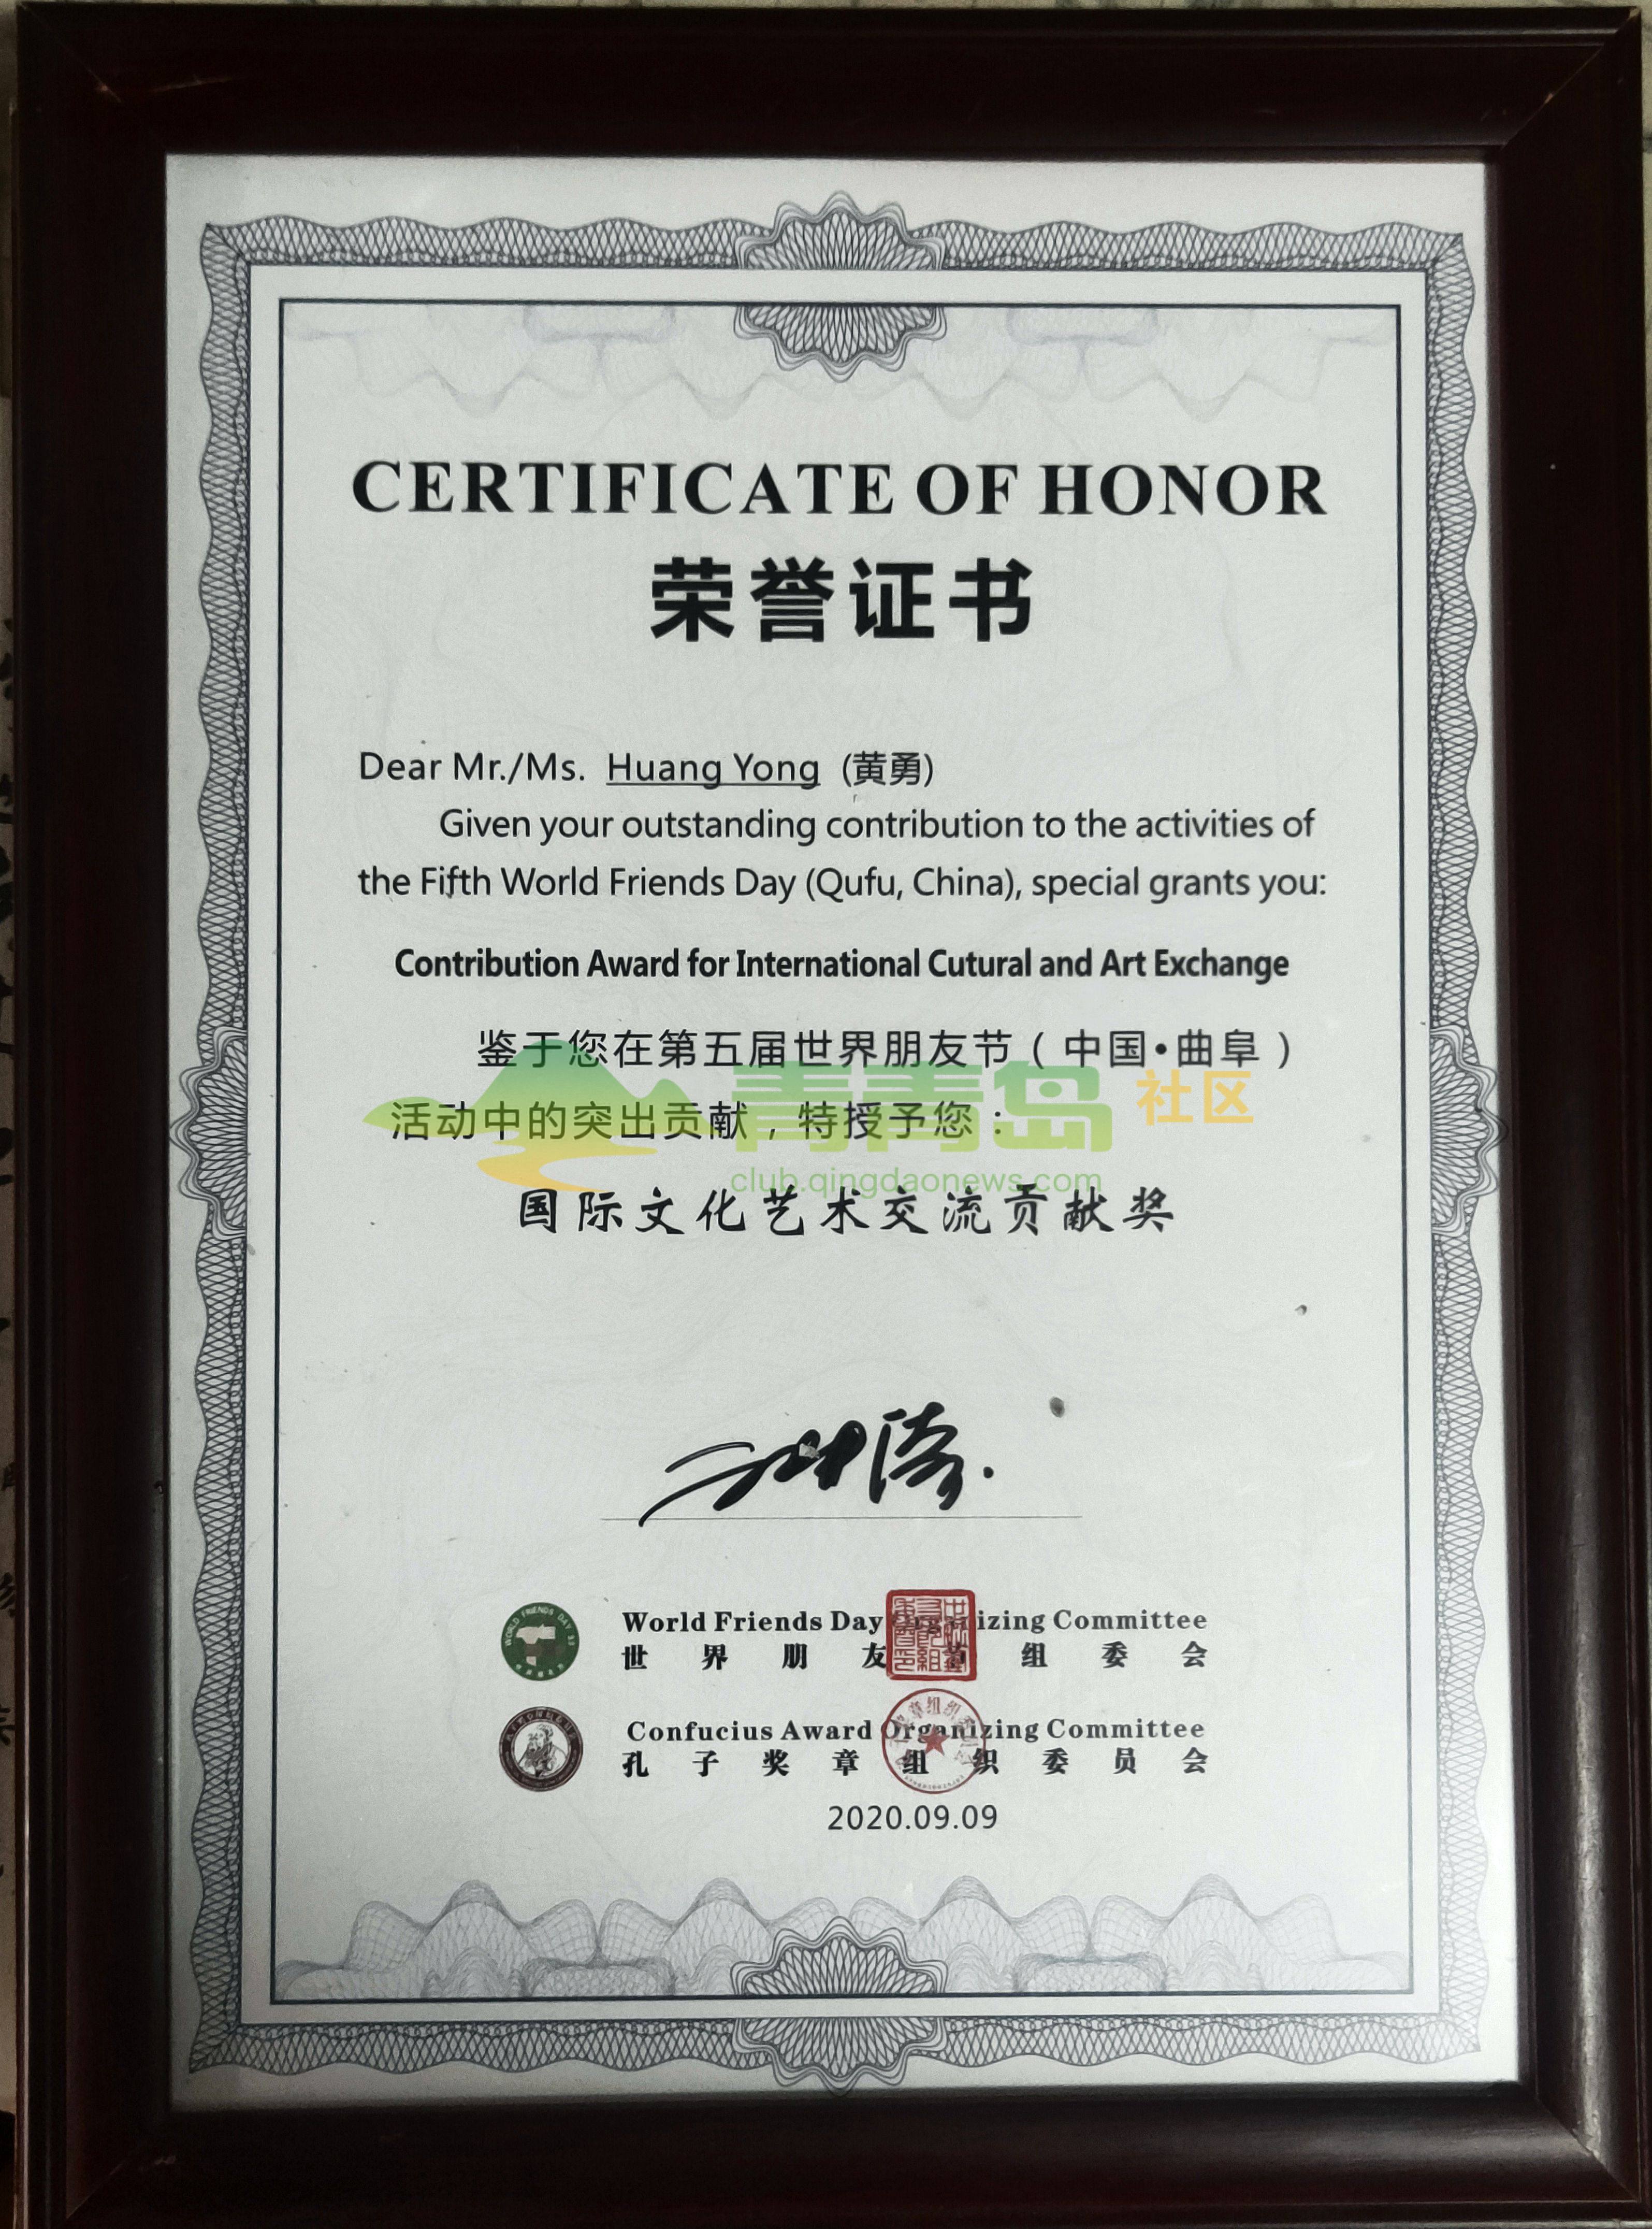 CERTIFICATE OF HONOR
荣誉证书
Dear Mr./Ms. Huang Yong (黄勇)
Given your outstanding contribution to the activities of
the Fifth World Friends Day (Qufu, China), special grants you:
Contribution Award for International Cutural and Art Exchange
鉴于您在第五届世界朋友节（中国•曲阜）
活动中的突出贡献，特授予您：
青青岛 社区
club.qingdaonews.com
国际文化艺术交流贡献奖
WORLD FRIENDS DAY
World Friends Day Organizing Committee
世界朋友节组委会
Confucius Award Organizing Committee
孔子奖章组织委员会
2020.09.09